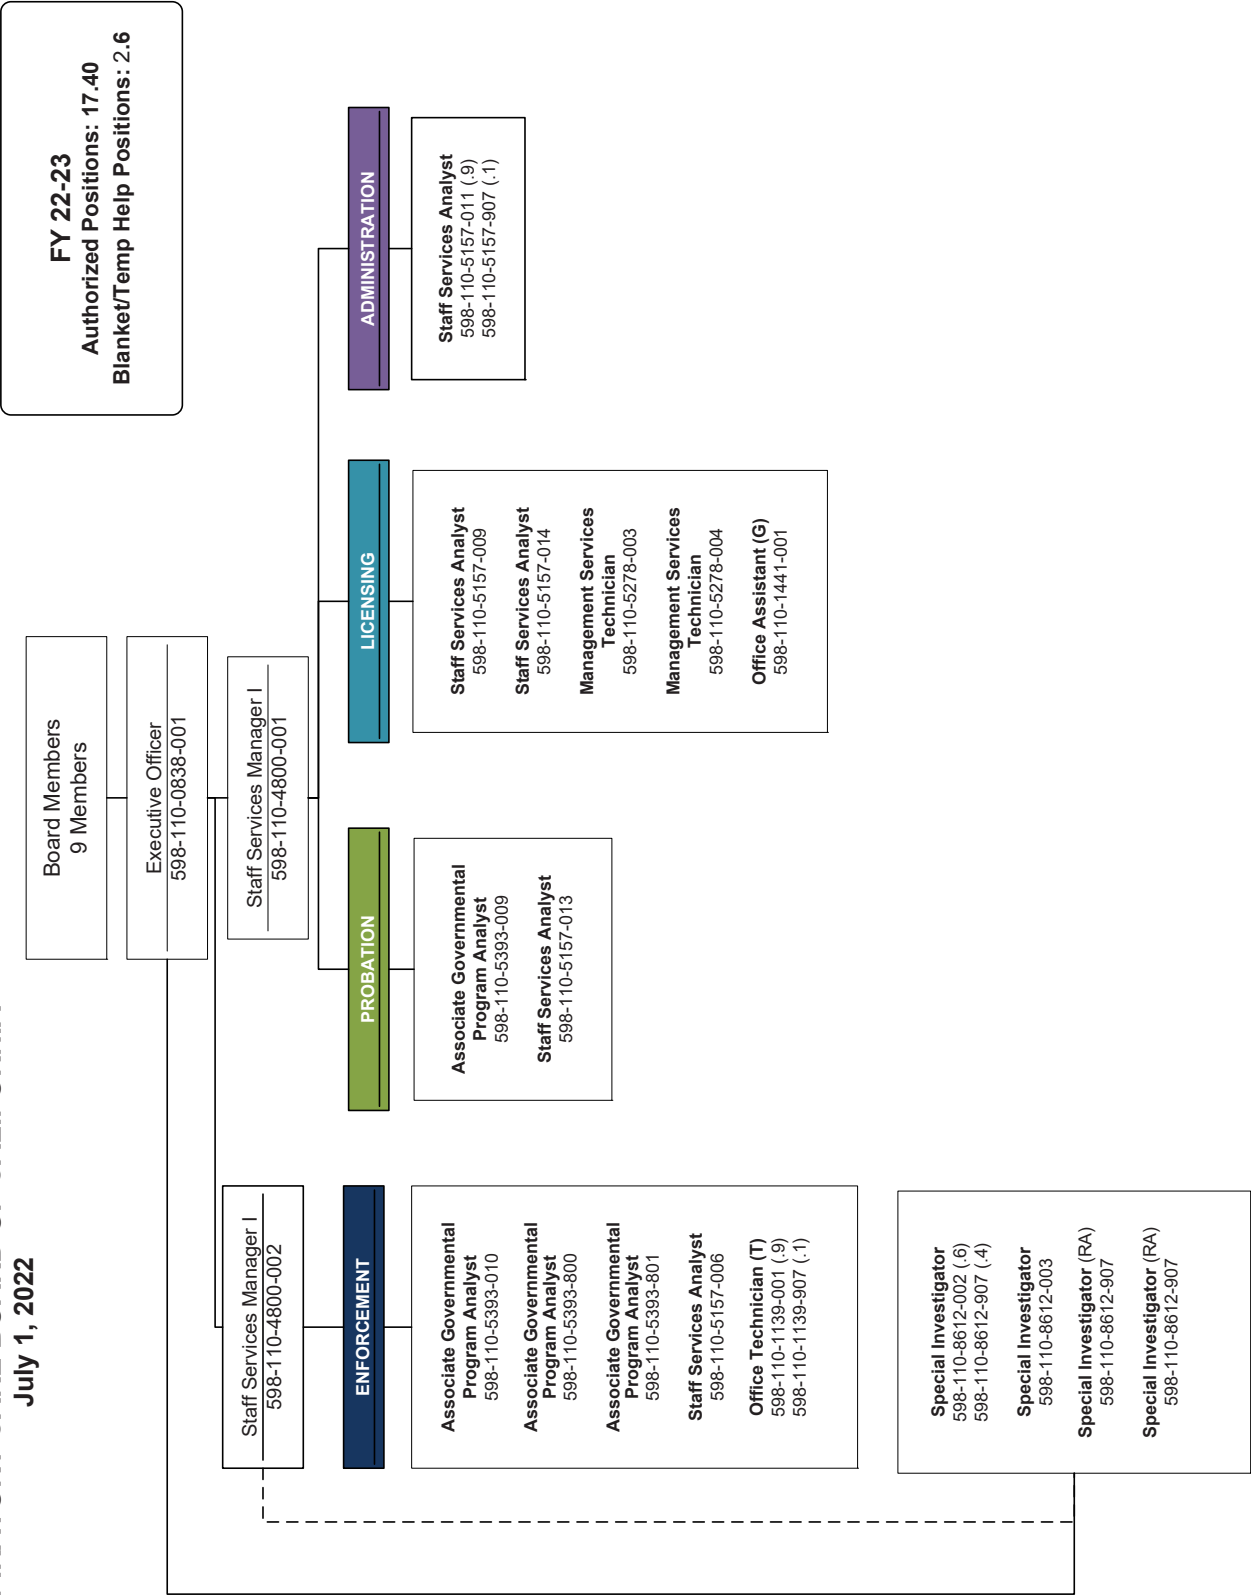 July 1, 2022
FY 22-23
Authorized Positions: 17.40
Blanket/Temp Help Positions: 2.6
Board Members
9 Members
Executive Officer
598-110-0838-001
Staff Services Manager I
598-110-4800-002
Staff Services Manager I
598-110-4800-001
ENFORCEMENT
Associate Governmental
Program Analyst
598-110-5393-010
Associate Governmental
Program Analyst
598-110-5393-800
Associate Governmental
Program Analyst
598-110-5393-801
Staff Services Analyst
598-110-5157-006
Office Technician (T)
598-110-1139-001 (.9)
598-110-1139-907 (.1)
Special Investigator
598-110-8612-002 (.6)
598-110-8612-907 (.4)
Special Investigator
598-110-8612-003
Special Investigator (RA)
598-110-8612-907
Special Investigator (RA)
598-110-8612-907
PROBATION
Associate Governmental
Program Analyst
598-110-5393-009
Staff Services Analyst
598-110-5157-013
LICENSING
Staff Services Analyst
598-110-5157-009
Staff Services Analyst
598-110-5157-014
Management Services
Technician
598-110-5278-003
Management Services
Technician
598-110-5278-004
Office Assistant (G)
598-110-1441-001
ADMINISTRATION
Staff Services Analyst
598-110-5157-011 (.9)
598-110-5157-907 (.1)